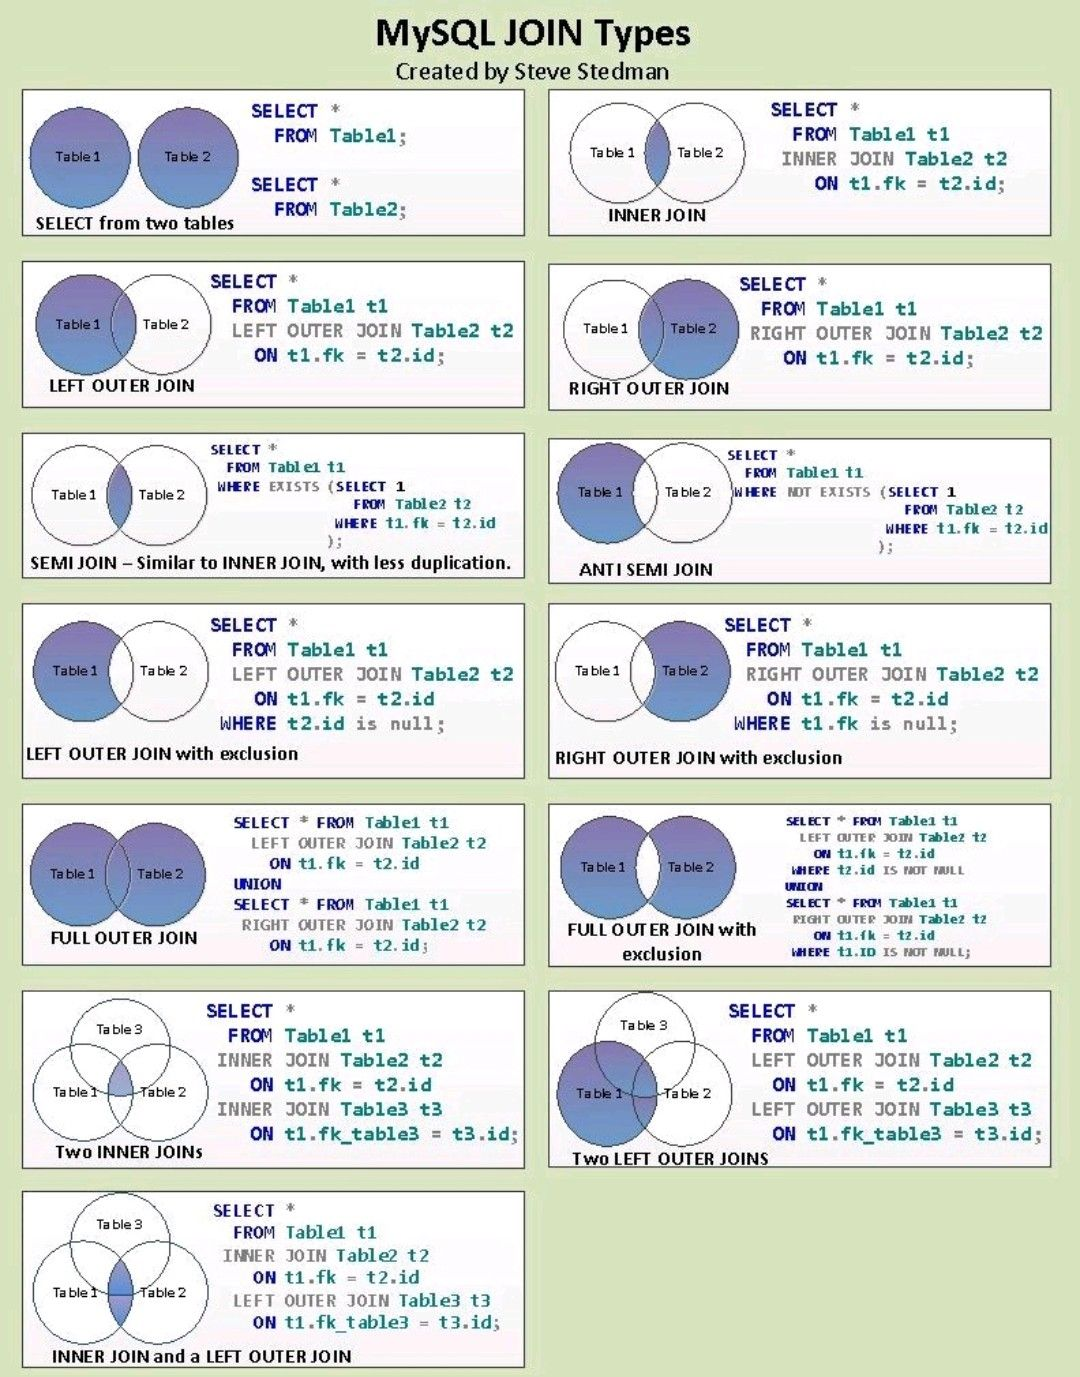 MySQL JOIN Types
Created by Steve Stedman
Table 1
Table 2
SELECT *
FROM Table1;
SELECT *
FROM Table2;
SELECT from two tables
Table 1
Table 2
SELECT *
FROM Table1 t1
INNER JOIN Table2 t2
ON t1.fk = t2.id;
INNER JOIN
Table 1
Table 2
SELECT *
FROM Table1 t1
LEFT OUTER JOIN Table2 t2
ON t1.fk = t2.id;
LEFT OUTER JOIN
Table 1
Table 2
SELECT *
FROM Table1 t1
RIGHT OUTER JOIN Table2 t2
ON t1.fk = t2.id;
RIGHT OUTER JOIN
Table 1
Table 2
SELECT *
FROM Table1 t1
WHERE EXISTS (SELECT 1
FROM Table2 t2
WHERE t1.fk = t2.id
);
SEMI JOIN – Similar to INNER JOIN, with less duplication.
Table 1
Table 2
SELECT *
FROM Table1 t1
WHERE NOT EXISTS (SELECT 1
FROM Table2 t2
WHERE t1.fk = t2.id
);
ANTI SEMI JOIN
Table 1
Table 2
SELECT *
FROM Table1 t1
LEFT OUTER JOIN Table2 t2
ON t1.fk = t2.id
WHERE t2.id is null;
LEFT OUTER JOIN with exclusion
Table 1
Table 2
SELECT *
FROM Table1 t1
RIGHT OUTER JOIN Table2 t2
ON t1.fk = t2.id
WHERE t1.fk is null;
RIGHT OUTER JOIN with exclusion
Table 1
Table 2
SELECT * FROM Table1 t1
LEFT OUTER JOIN Table2 t2
ON t1.fk = t2.id
UNION
SELECT * FROM Table1 t1
RIGHT OUTER JOIN Table2 t2
ON t1.fk = t2.id;
FULL OUTER JOIN
Table 1
Table 2
SELECT * FROM Table1 t1
LEFT OUTER JOIN Table2 t2
ON t1.fk = t2.id
WHERE t2.id IS NOT NULL
UNION
SELECT * FROM Table1 t1
RIGHT OUTER JOIN Table2 t2
ON t1.fk = t2.id
WHERE t1.ID IS NOT NULL;
FULL OUTER JOIN with
exclusion
Table 3
Table 1
Table 2
SELECT *
FROM Table1 t1
INNER JOIN Table2 t2
ON t1.fk = t2.id
INNER JOIN Table3 t3
ON t1.fk_table3 = t3.id;
Two INNER JOINs
Table 3
Table 1
Table 2
SELECT *
FROM Table1 t1
LEFT OUTER JOIN Table2 t2
ON t1.fk = t2.id
LEFT OUTER JOIN Table3 t3
ON t1.fk_table3 = t3.id;
Two LEFT OUTER JOINS
Table 3
Table 1
Table 2
SELECT *
FROM Table1 t1
INNER JOIN Table2 t2
ON t1.fk = t2.id
LEFT OUTER JOIN Table3 t3
ON t1.fk_table3 = t3.id;
INNER JOIN and a LEFT OUTER JOIN